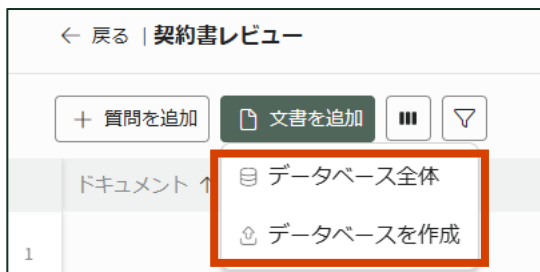 ← 戻る | 契約書レビュー
+ 質問を追加 文書を追加
ドキュメント ↑
データベース全体
データベースを作成
1